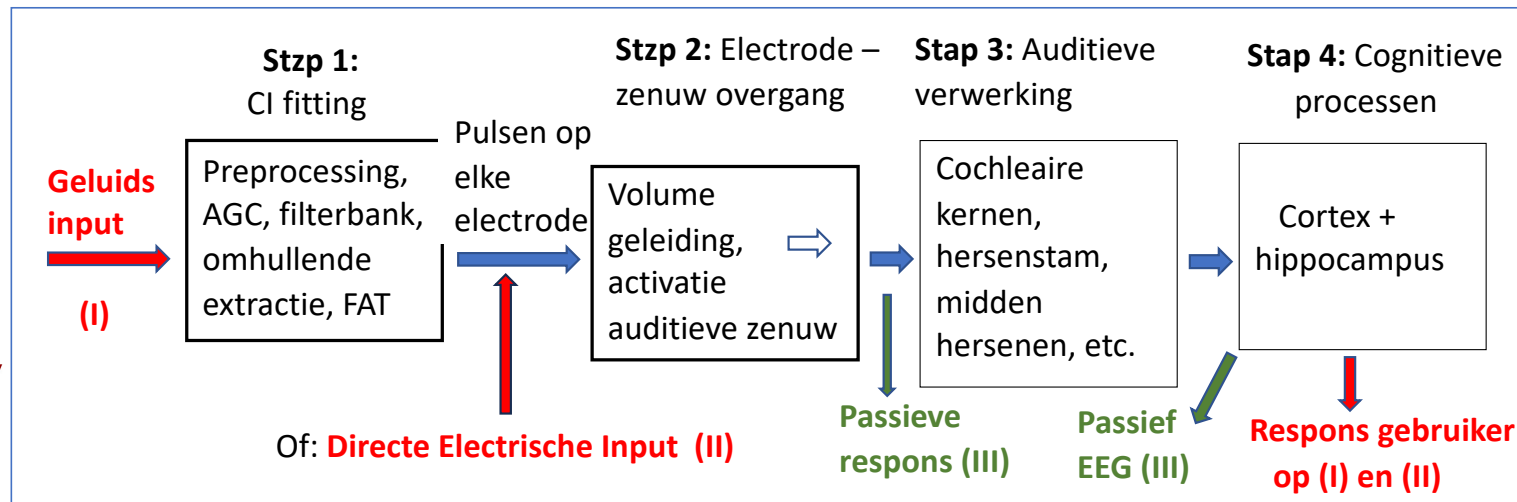 Stzp 1:
CI fitting
Stzp 2: Electrode –
zenuw overgang
Stap 3: Auditieve
verwerking
Stap 4: Cognitieve
processen
Geluids
input
(I)
Preprocessing,
AGC, filterbank,
omhullende
extractie, FAT
Pulsen op
elke
electrode
Volume
geleiding,
activatie
auditieve zenuw
Cochleaire
kernen,
hersenstam,
midden
hersenen, etc.
Cortex +
hippocampus
Of: Directe Electrische Input (II)
Passieve
respons (III)
Passief
EEG (III)
Respons gebruiker
op (I) en (II)